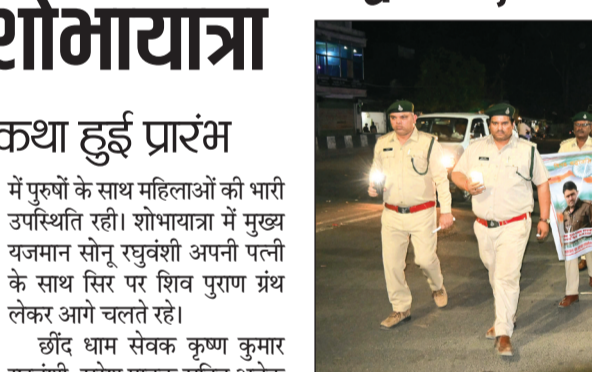 शोभायात्रा
कथा हुई प्रारंभ
में पुरुषों के साथ महिलाओं की भारी
उपस्थिति रही। शोभायात्रा में मुख्य
यजमान सोनू रघुवंशी अपनी पत्नी
के साथ सिर पर शिव पुराण ग्रंथ
लेकर आगे चलते रहे।
छींद धाम सेवक कृष्ण कुमार